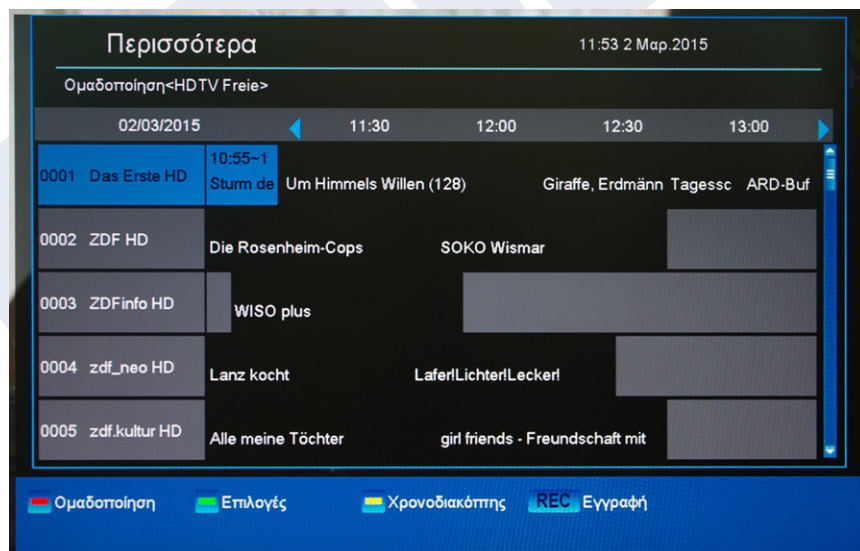 Περισσότερα 11:53 2 Μαρ.2015
Ομαδοποίηση<HDTV Freie>
02/03/2015 11:30 12:00 12:30 13:00
0001 Das Erste HD 10:55~1 Sturm de Um Himmels Willen (128) Giraffe, Erdmänn Tagessc ARD-Buf
0002 ZDF HD Die Rosenheim-Cops SOKO Wismar
0003 ZDFinfo HD WISO plus
0004 zdf_neo HD Lanz kocht Lafer!Lichter!Lecker!
0005 zdf.kultur HD Alle meine Töchter girl friends - Freundschaft mit
Ομαδοποίηση Επιλογές Χρονοδιακόπτης REC Εγγραφή